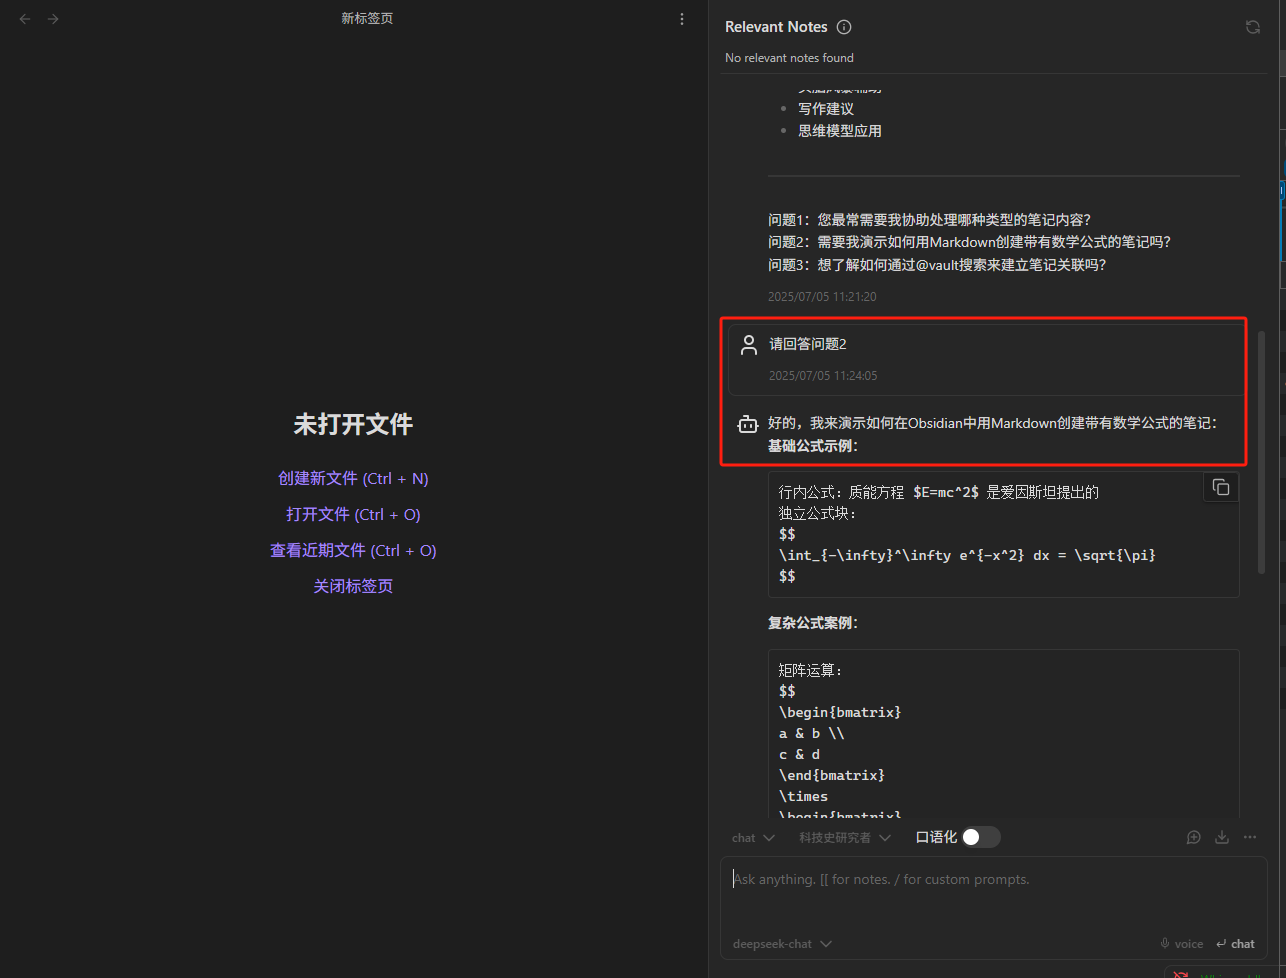 新标签页
未打开文件
创建新文件 (Ctrl + N)
打开文件 (Ctrl + O)
查看近期文件 (Ctrl + O)
关闭标签页
Relevant Notes
No relevant notes found
写作建议
思维模型应用
问题1：您最常需要我协助处理哪种类型的笔记内容？
问题2：需要我演示如何用Markdown创建带有数学公式的笔记吗？
问题3：想了解如何通过@vault搜索来建立笔记关联吗？
2025/07/05 11:21:20
请回答问题2
2025/07/05 11:24:05
好的，我来演示如何在Obsidian中用Markdown创建带有数学公式的笔记：
基础公式示例：
行内公式：质能方程 $E=mc^2$ 是爱因斯坦提出的
独立公式块：
$$
\int_{-\infty}^\infty e^{-x^2} dx = \sqrt{\pi}
$$
复杂公式案例：
矩阵运算：
$$
\begin{bmatrix}
a & b \\
c & d
\end{bmatrix}
\times
\begin{bmatrix}
chat 科技史研究者 口语化
Ask anything. [[ for notes. / for custom prompts.
deepseek-chat voice ↵ chat